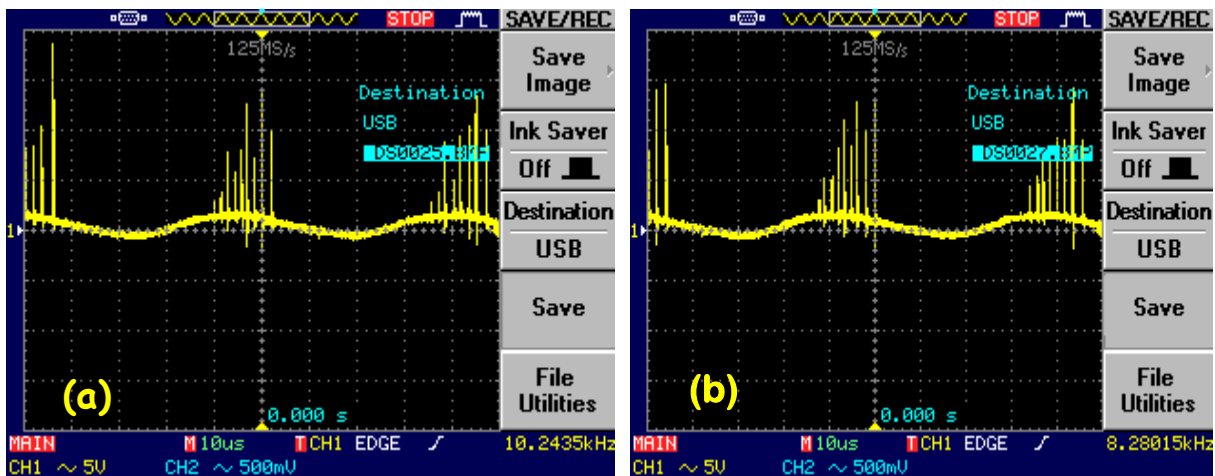 STOP SAVE/REC
125MS/s
Save
Image
Destination
USB
DS0025.BMP
Ink Saver
Off
Destination
USB
1
Save
(a)
File
Utilities
0.000 s
MAIN M 10us T CH1 EDGE 10.2435kHz
CH1 ~ 5V CH2 ~ 500mV
STOP SAVE/REC
125MS/s
Save
Image
Destination
USB
DS0027.BMP
Ink Saver
Off
Destination
USB
1
Save
(b)
File
Utilities
0.000 s
MAIN M 10us T CH1 EDGE 8.28015kHz
CH1 ~ 5V CH2 ~ 500mV